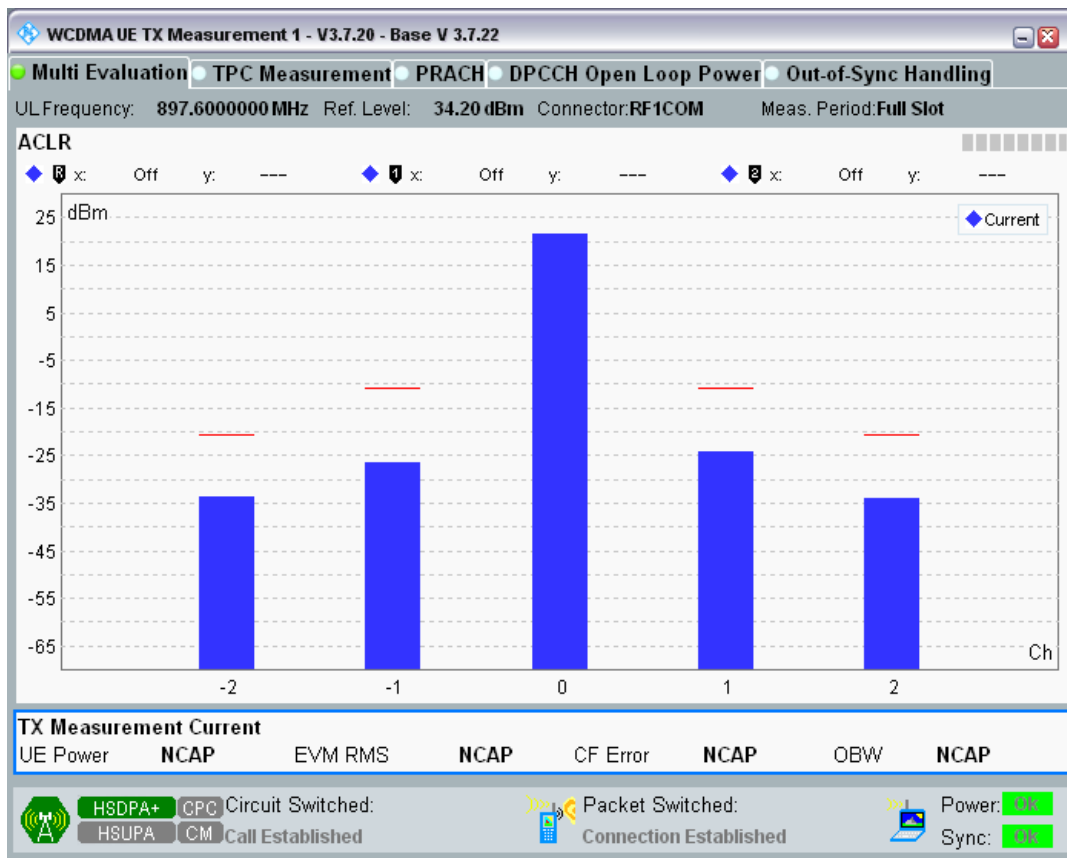 WCDMA UE TX Measurement 1 - V3.7.20 - Base V 3.7.22
Multi Evaluation TPC Measurement PRACH DPCCH Open Loop Power Out-of-Sync Handling
UL Frequency: 897.6000000 MHz Ref. Level: 34.20 dBm Connector: RF1COM Meas. Period: Full Slot
ACLR
R x: Off y: --- 1 x: Off y: --- 2 x: Off y: ---
dBm
Current
25
15
5
-5
-15
-25
-35
-45
-55
-65
Ch
-2 -1 0 1 2
TX Measurement Current
UE Power NCAP EVM RMS NCAP CF Error NCAP OBW NCAP
HSDPA+ CPC Circuit Switched: Packet Switched: Power: Ok
HSUPA CM Call Established Connection Established Sync: Ok